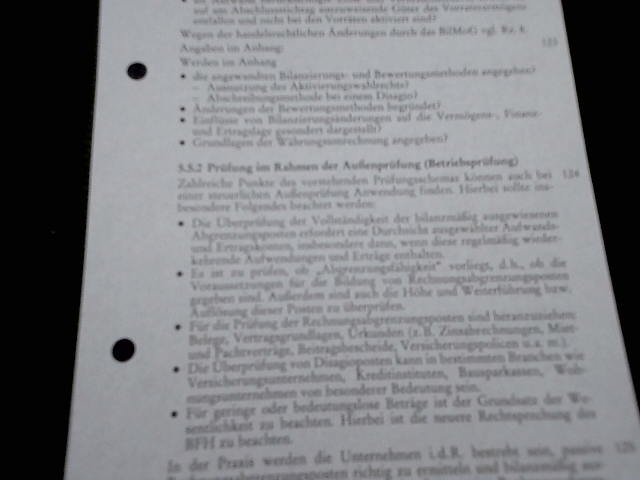 auf am Abschlussstichtag anzuwendende Güter des Vorratsvermögens
entfallen und nicht bei den Vorräten aktiviert sind?
Wegen der handelsrechtlichen Änderungen durch das BilMoG vgl. Rz. 8.
Angaben im Anhang: 123
Werden im Anhang
• die angewandten Bilanzierungs- und Bewertungsmethoden angegeben?
– Ausnutzung des Aktivierungswahlrechts?
– Abschreibungsmethode bei einem Disagio?
• Änderungen der Bewertungsmethoden begründet?
• Einflüsse von Bilanzierungsänderungen auf die Vermögens-, Finanz-
und Ertragslage gesondert dargestellt?
• Grundlagen der Währungsumrechnung angegeben?
5.5.2 Prüfung im Rahmen der Außenprüfung (Betriebsprüfung)
Zahlreiche Punkte des vorstehenden Prüfungsschemas können auch bei 124
einer steuerlichen Außenprüfung Anwendung finden. Hierbei sollte ins-
besondere Folgendes beachtet werden:
• Die Überprüfung der Vollständigkeit der bilanzmäßig ausgewiesenen
Abgrenzungsposten erfordert eine Durchsicht ausgewählter Aufwands-
und Ertragskonten, insbesondere dann, wenn diese regelmäßig wieder-
kehrende Aufwendungen und Erträge enthalten.
• Es ist zu prüfen, ob „Abgrenzungsfähigkeit“ vorliegt, d.h., ob die
Voraussetzungen für die Bildung von Rechnungsabgrenzungsposten
gegeben sind. Außerdem sind auch die Höhe und Weiterführung bzw.
Auflösung dieser Posten zu überprüfen.
• Für die Prüfung der Rechnungsabgrenzungsposten sind heranzuziehen:
Belege, Vertragsgrundlagen, Urkunden (z.B. Zinsabrechnungen, Miet-
und Pachtverträge, Beitragsbescheide, Versicherungspolicen u.a. m.).
• Die Überprüfung von Disagioposten kann in bestimmten Branchen wie
Versicherungsunternehmen, Kreditinstituten, Bausparkassen, Woh-
nungsunternehmen von besonderer Bedeutung sein.
• Für geringe oder bedeutungslose Beträge ist der Grundsatz der We-
sentlichkeit zu beachten. Hierbei ist die neuere Rechtsprechung des
BFH zu beachten.
In der Praxis werden die Unternehmen i.d.R. bestrebt sein, passive 125
Rechnungsabgrenzungsposten richtig zu ermitteln und bilanzmäßig